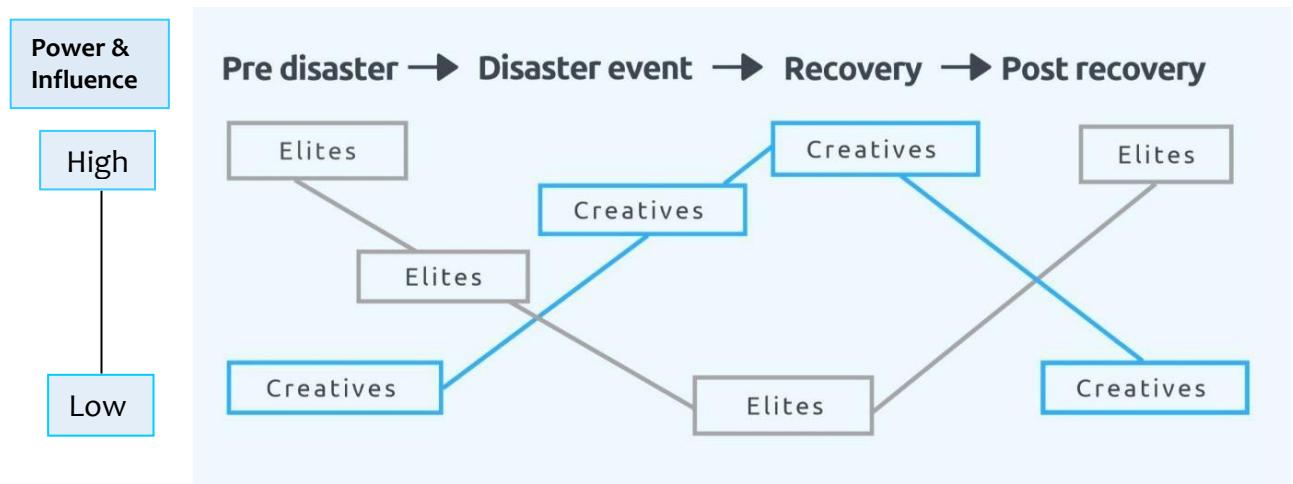 Power &
Influence
Pre disaster → Disaster event → Recovery → Post recovery
High
Elites
Creatives
Elites
Creatives
Elites
Creatives
Low
Elites
Creatives